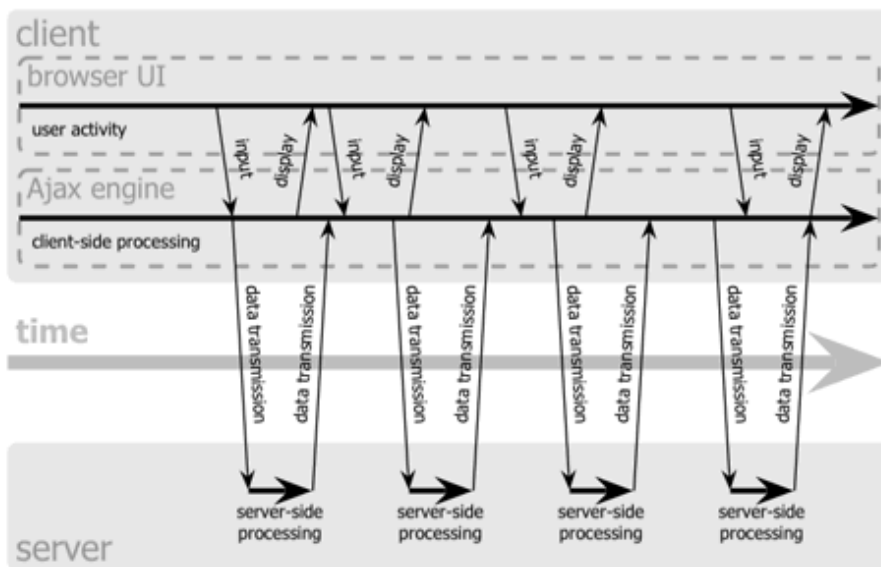 client
browser UI
user activity
input
display
input
display
input
display
input
display
Ajax engine
client-side processing
data transmission
data transmission
data transmission
data transmission
data transmission
data transmission
data transmission
data transmission
time
server-side
processing
server-side
processing
server-side
processing
server-side
processing
server